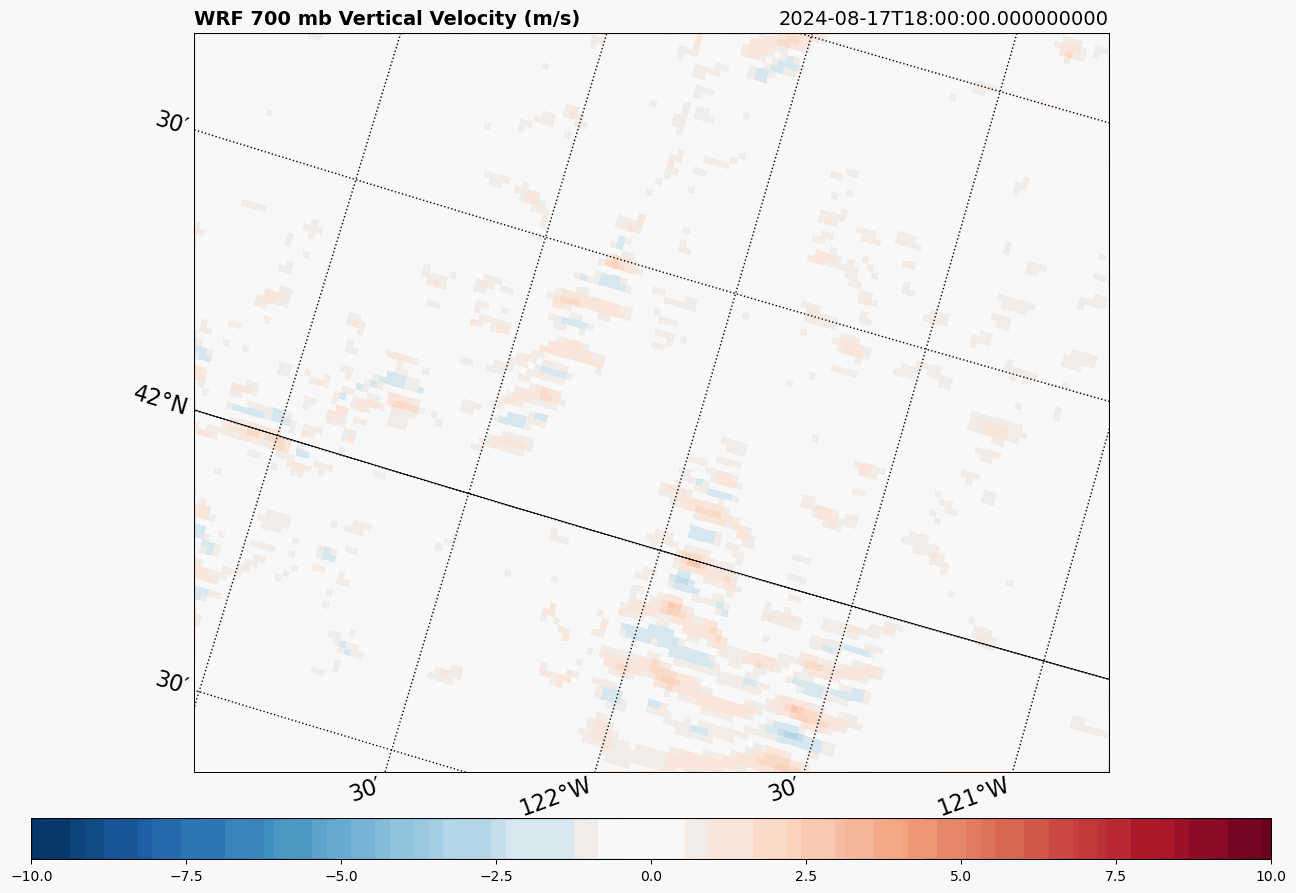 WRF 700 mb Vertical Velocity (m/s) 2024-08-17T18:00:00.000000000
30′
42°N
30′
30′ 122°W 30′ 121°W
−10.0 −7.5 −5.0 −2.5 0.0 2.5 5.0 7.5 10.0